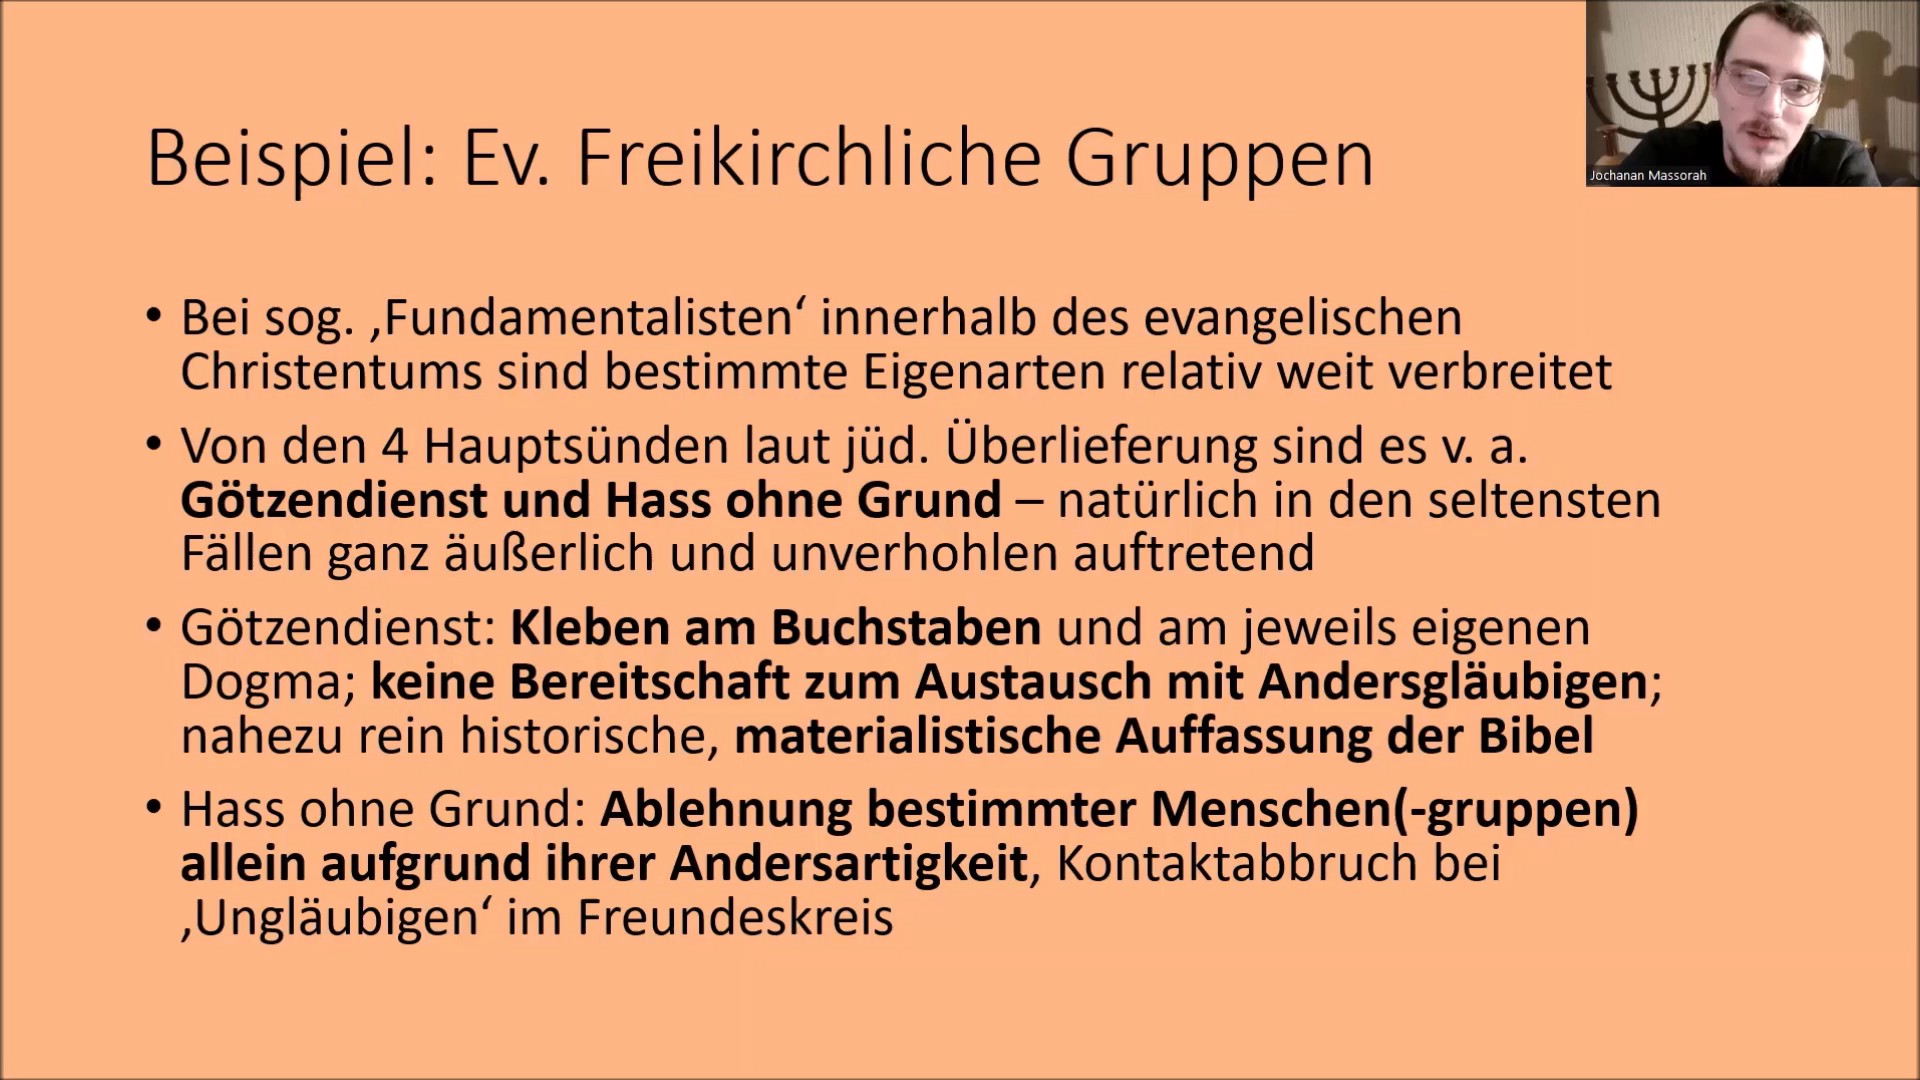 Beispiel: Ev. Freikirchliche Gruppen
Jochanan Massorah
• Bei sog. ‚Fundamentalisten‘ innerhalb des evangelischen
Christentums sind bestimmte Eigenarten relativ weit verbreitet
• Von den 4 Hauptsünden laut jüd. Überlieferung sind es v. a.
Götzendienst und Hass ohne Grund – natürlich in den seltensten
Fällen ganz äußerlich und unverhohlen auftretend
• Götzendienst: Kleben am Buchstaben und am jeweils eigenen
Dogma; keine Bereitschaft zum Austausch mit Andersgläubigen;
nahezu rein historische, materialistische Auffassung der Bibel
• Hass ohne Grund: Ablehnung bestimmter Menschen(-gruppen)
allein aufgrund ihrer Andersartigkeit, Kontaktabbruch bei
‚Ungläubigen‘ im Freundeskreis